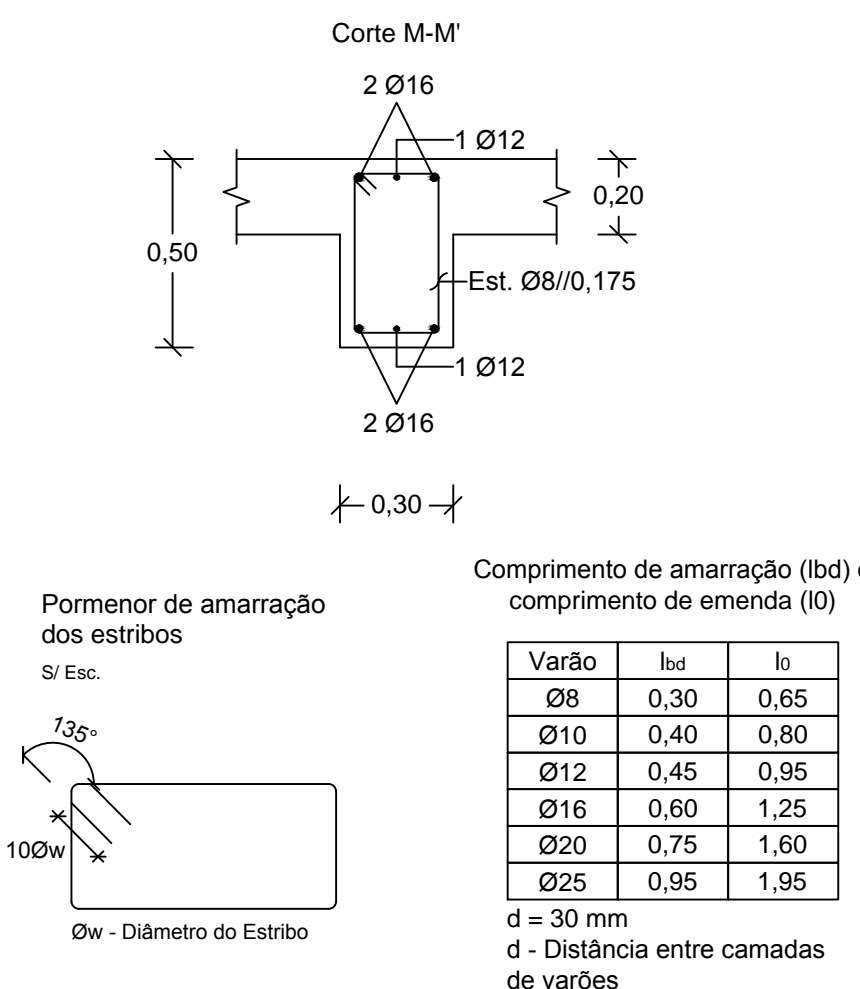 Corte M-M'
2 Ø16
1 Ø12
0,20
0,50
Est. Ø8//0,175
1 Ø12
2 Ø16
0,30
Comprimento de amarração (lbd) e
comprimento de emenda (l0)
Pormenor de amarração
dos estribos
S/ Esc.
135°
10Øw
Øw - Diâmetro do Estribo
Varão lbd l0
Ø8 0,30 0,65
Ø10 0,40 0,80
Ø12 0,45 0,95
Ø16 0,60 1,25
Ø20 0,75 1,60
Ø25 0,95 1,95
d = 30 mm
d - Distância entre camadas
de varões